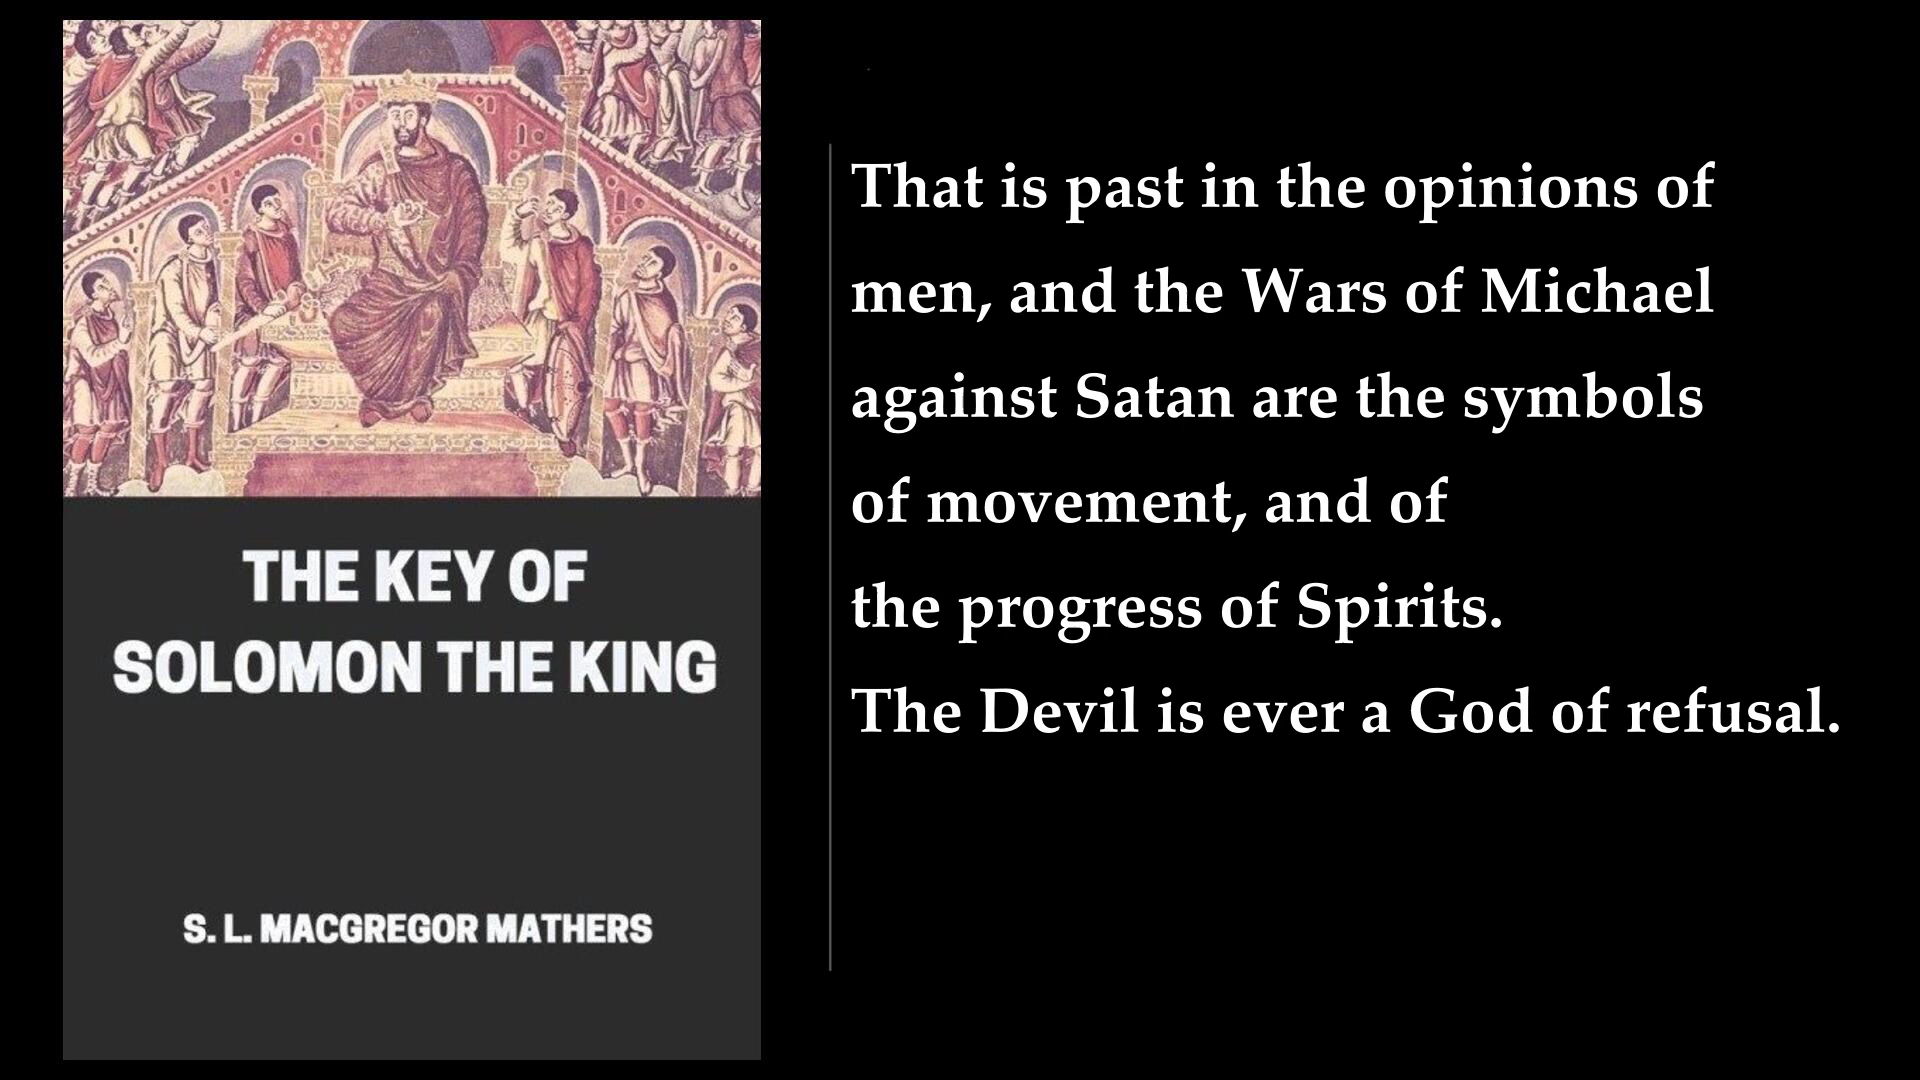 THE KEY OF
SOLOMON THE KING
S. L. MACGREGOR MATHERS
That is past in the opinions of
men, and the Wars of Michael
against Satan are the symbols
of movement, and of
the progress of Spirits.
The Devil is ever a God of refusal.